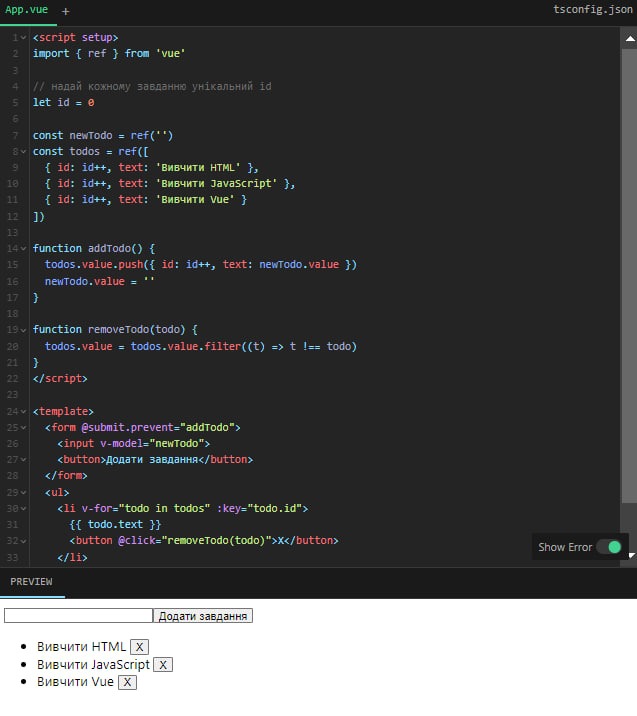 App.vue + tsconfig.json
1 <script setup>
2 import { ref } from 'vue'
3
4 // надай кожному завданню унікальний id
5 let id = 0
6
7 const newTodo = ref('')
8 const todos = ref([
9   { id: id++, text: 'Вивчити HTML' },
10   { id: id++, text: 'Вивчити JavaScript' },
11   { id: id++, text: 'Вивчити Vue' }
12 ])
13
14 function addTodo() {
15   todos.value.push({ id: id++, text: newTodo.value })
16   newTodo.value = ''
17 }
18
19 function removeTodo(todo) {
20   todos.value = todos.value.filter((t) => t !== todo)
21 }
22 </script>
23
24 <template>
25   <form @submit.prevent="addTodo">
26     <input v-model="newTodo">
27     <button>Додати завдання</button>
28   </form>
29   <ul>
30     <li v-for="todo in todos" :key="todo.id">
31       {{ todo.text }}
32       <button @click="removeTodo(todo)">X</button>
33     </li>
Show Error
PREVIEW
Додати завдання
Вивчити HTML X
Вивчити JavaScript X
Вивчити Vue X